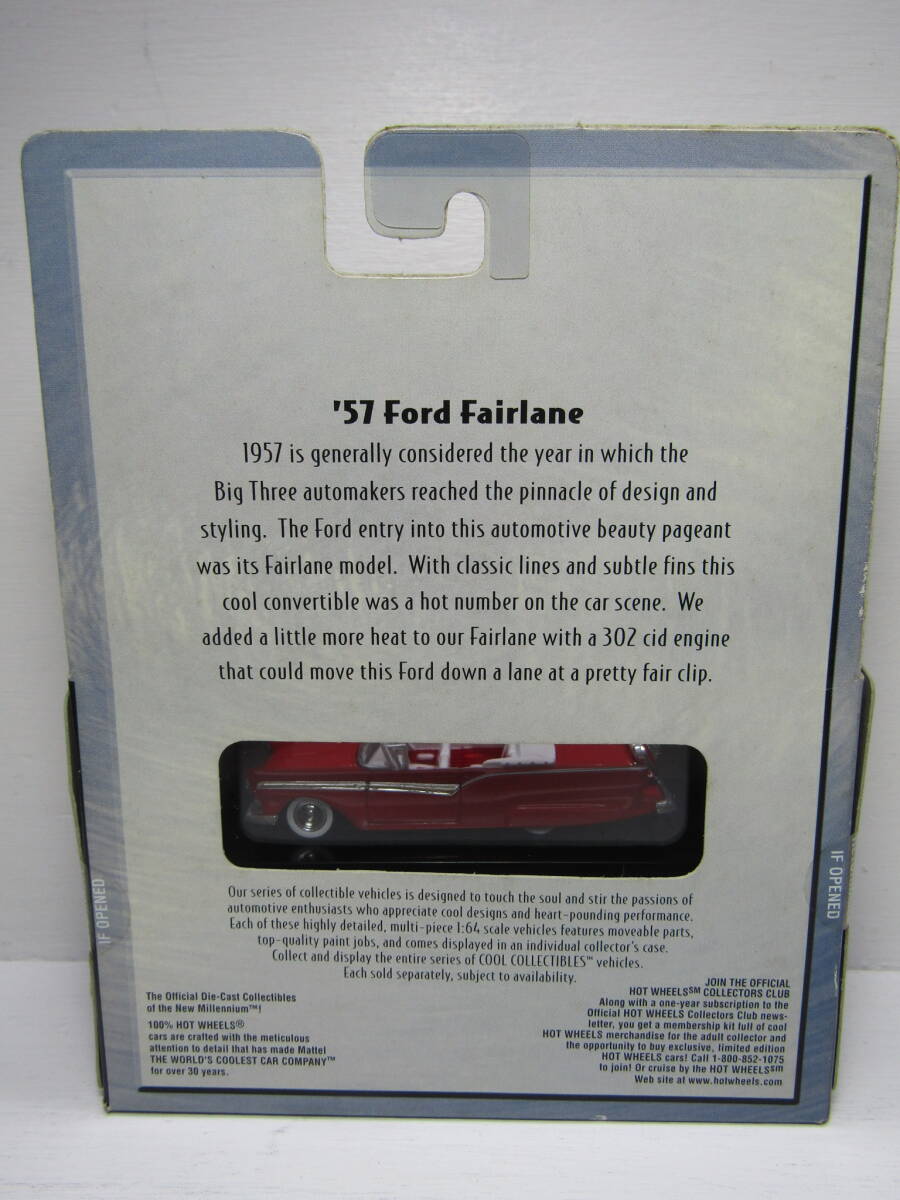 '57 Ford Fairlane
1957 is generally considered the year in which the
Big Three automakers reached the pinnacle of design and
styling. The Ford entry into this automotive beauty pageant
was its Fairlane model. With classic lines and subtle fins this
cool convertible was a hot number on the car scene. We
added a little more heat to our Fairlane with a 302 cid engine
that could move this Ford down a lane at a pretty fair clip.
Our series of collectible vehicles is designed to touch the soul and stir the passions of
automotive enthusiasts who appreciate cool designs and heart-pounding performance.
Each of these highly detailed, multi-piece 1:64 scale vehicles features moveable parts,
top-quality paint jobs, and comes displayed in an individual collector's case.
Collect and display the entire series of COOL COLLECTIBLES™ vehicles.
Each sold separately, subject to availability.
IF OPENED
IF OPENED
The Official Die-Cast Collectibles
of the New Millennium™!
100% HOT WHEELS®
cars are crafted with the meticulous
attention to detail that has made Mattel
THE WORLD'S COOLEST CAR COMPANY™
for over 30 years.
JOIN THE OFFICIAL
HOT WHEELS℠ COLLECTORS CLUB
Along with a one-year subscription to the
Official HOT WHEELS Collectors Club news-
letter, you get a membership kit full of cool
HOT WHEELS merchandise for the adult collector and
the opportunity to buy exclusive, limited edition
HOT WHEELS cars! Call 1-800-852-1075
to join! Or cruise by the HOT WHEELS℠
Web site at www.hotwheels.com